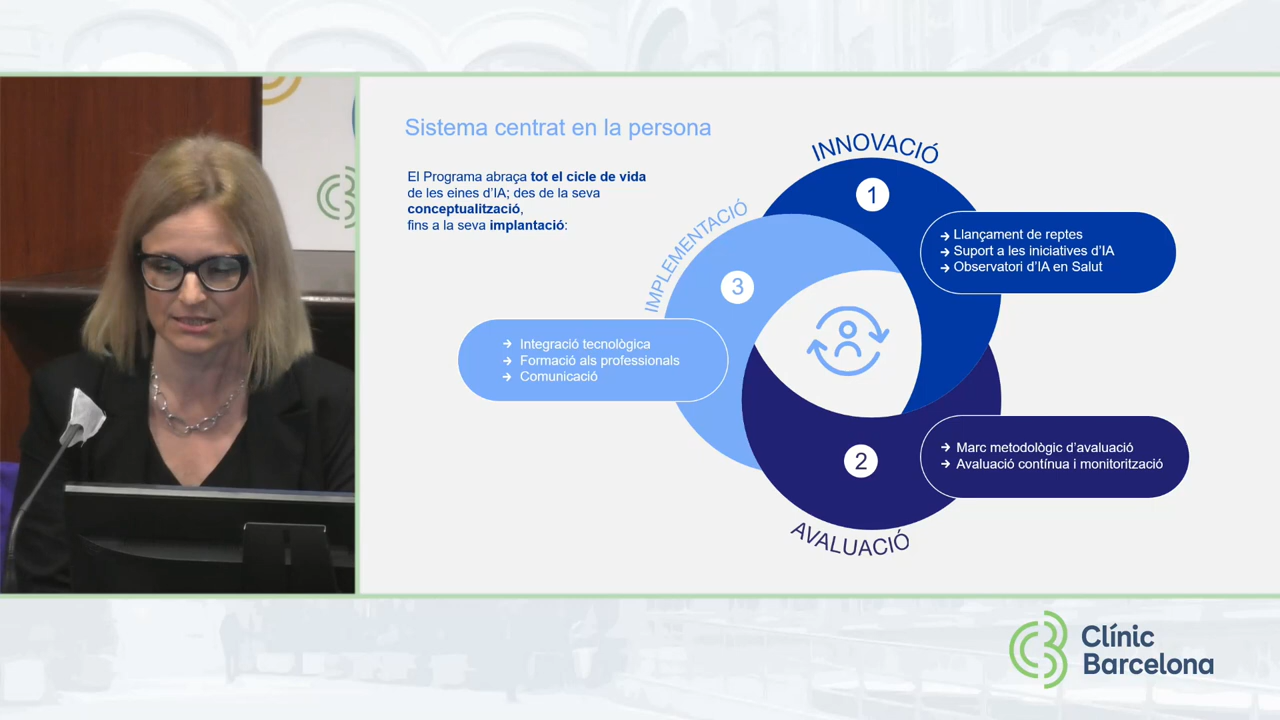 Sistema centrat en la persona
El Programa abraça tot el cicle de vida
de les eines d'IA; des de la seva
conceptualització,
fins a la seva implantació:
INNOVACIÓ
1
Llançament de reptes
Suport a les iniciatives d'IA
Observatori d'IA en Salut
IMPLEMENTACIÓ
3
Integració tecnològica
Formació als professionals
Comunicació
2
Marc metodològic d'avaluació
Avaluació contínua i monitorització
AVALUACIÓ
Clínic
Barcelona